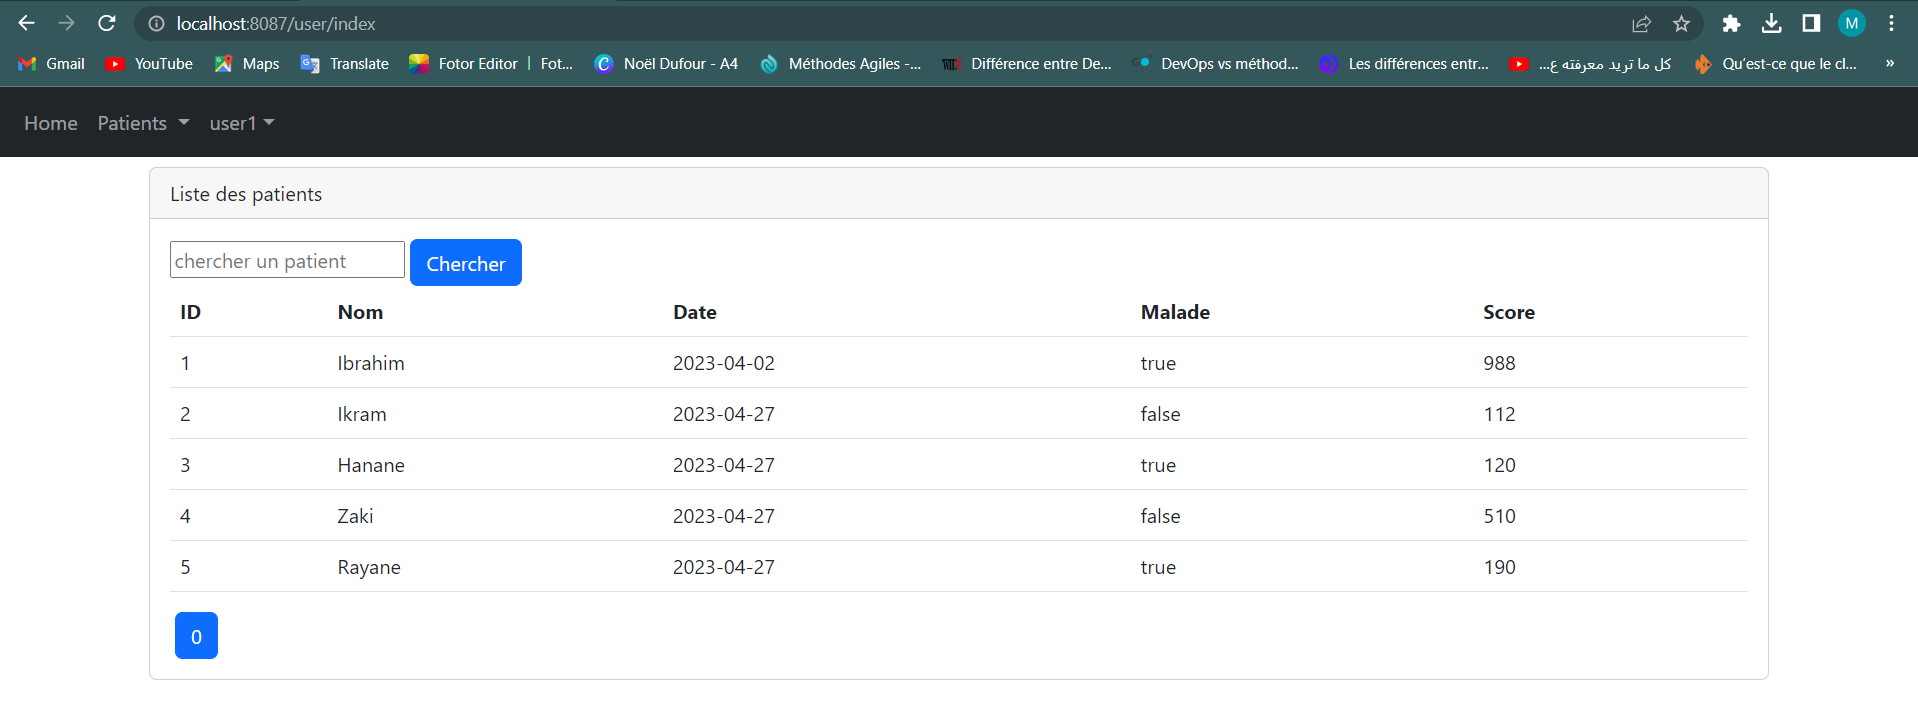 localhost:8087/user/index
M
Gmail YouTube Maps Translate Fotor Editor | Fot... Noël Dufour - A4 Méthodes Agiles -... Différence entre De... DevOps vs méthod... Les différences entr... كل ما تريد معرفته ع... Qu'est-ce que le cl... »
Home Patients user1
Liste des patients
chercher un patient Chercher
ID Nom Date Malade Score
1 Ibrahim 2023-04-02 true 988
2 Ikram 2023-04-27 false 112
3 Hanane 2023-04-27 true 120
4 Zaki 2023-04-27 false 510
5 Rayane 2023-04-27 true 190
0